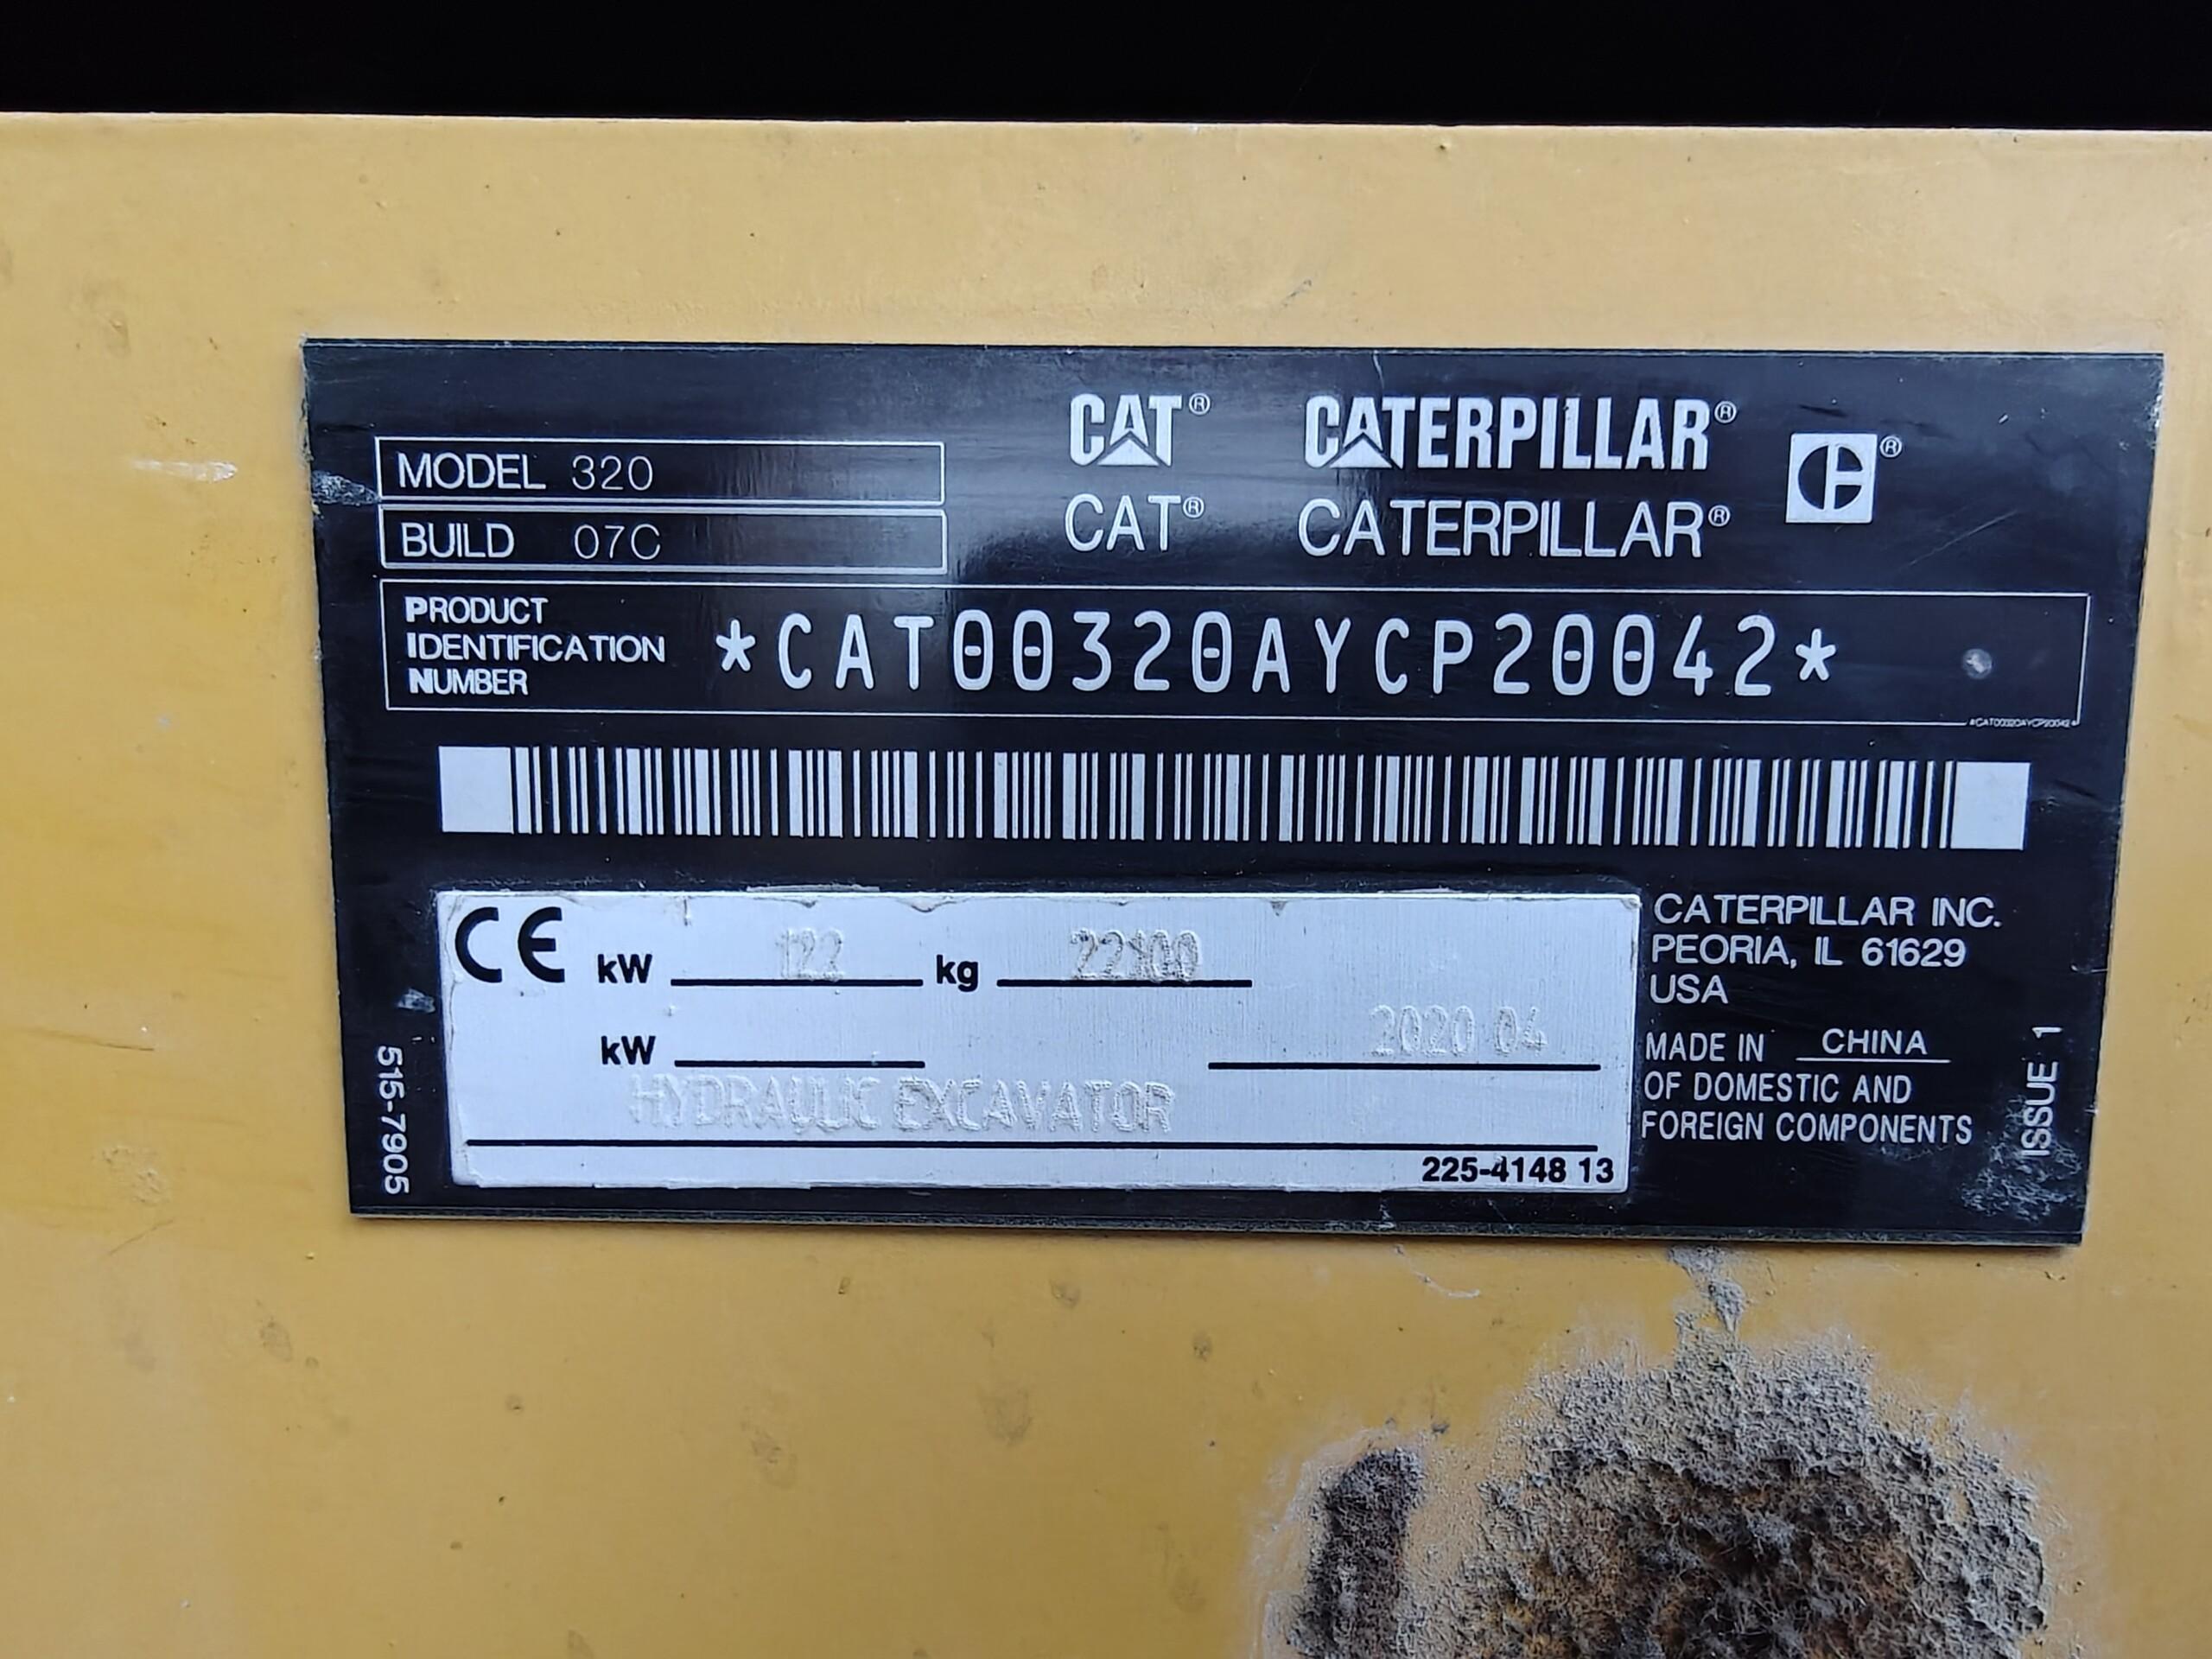 CAT® CATERPILLAR®
CAT® CATERPILLAR®
MODEL 320
BUILD 07C
PRODUCT
IDENTIFICATION
NUMBER
*CAT00320AYCP20042*
*CAT00320AYCP20042*
CE kW 122 kg 22100
kW 2020 04
HYDRAULIC EXCAVATOR
225-4148 13
CATERPILLAR INC.
PEORIA, IL 61629
USA
MADE IN CHINA
OF DOMESTIC AND
FOREIGN COMPONENTS
515-7905
ISSUE 1